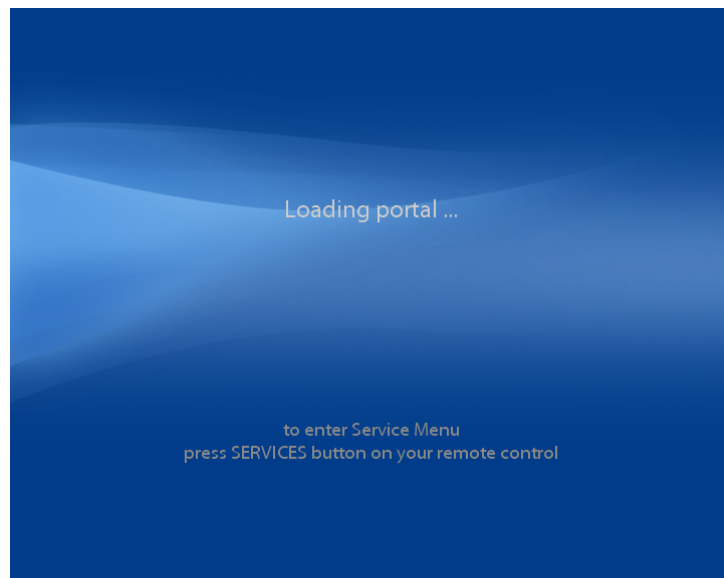 Loading portal ...
to enter Service Menu
press SERVICES button on your remote control